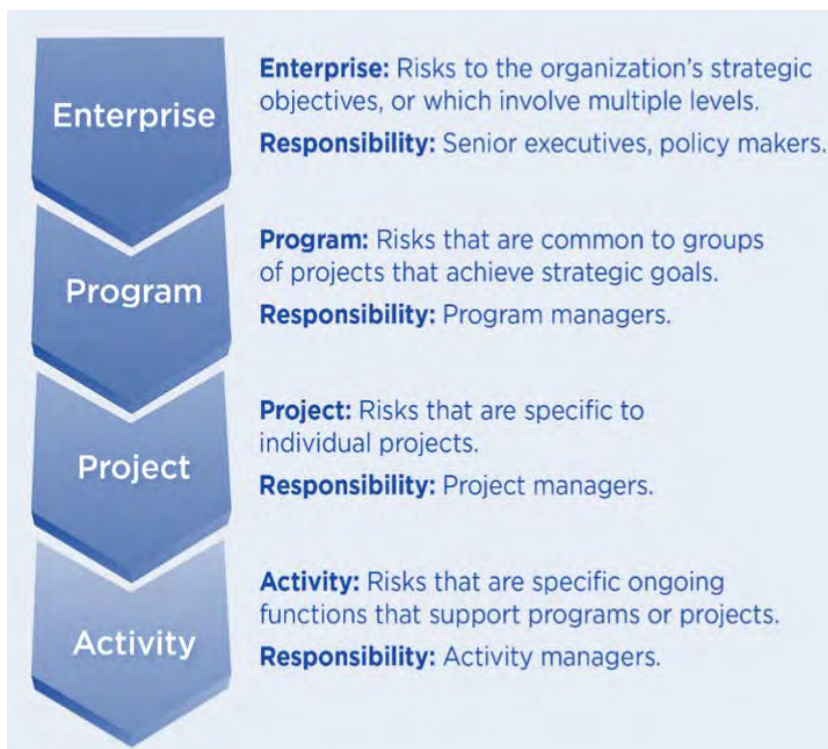 Enterprise
Enterprise: Risks to the organization's strategic
objectives, or which involve multiple levels.
Responsibility: Senior executives, policy makers.
Program
Program: Risks that are common to groups
of projects that achieve strategic goals.
Responsibility: Program managers.
Project
Project: Risks that are specific to
individual projects.
Responsibility: Project managers.
Activity
Activity: Risks that are specific ongoing
functions that support programs or projects.
Responsibility: Activity managers.